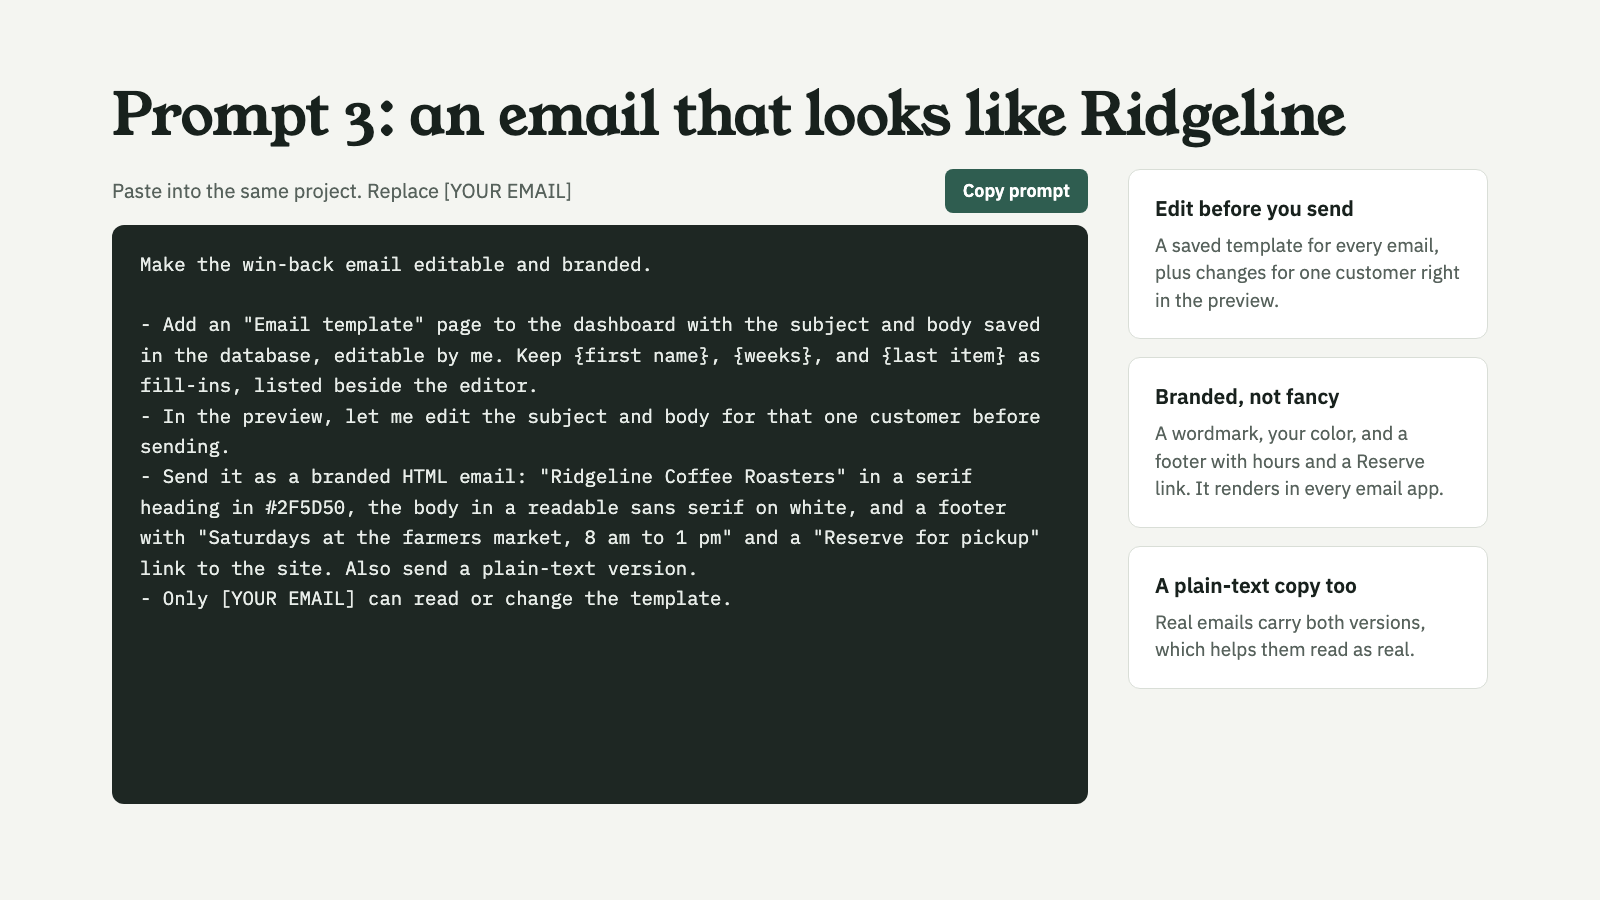 Prompt 3: an email that looks like Ridgeline
Paste into the same project. Replace [YOUR EMAIL]
Copy prompt
Make the win-back email editable and branded.
- Add an "Email template" page to the dashboard with the subject and body saved
in the database, editable by me. Keep {first name}, {weeks}, and {last item} as
fill-ins, listed beside the editor.
- In the preview, let me edit the subject and body for that one customer before
sending.
- Send it as a branded HTML email: "Ridgeline Coffee Roasters" in a serif
heading in #2F5D50, the body in a readable sans serif on white, and a footer
with "Saturdays at the farmers market, 8 am to 1 pm" and a "Reserve for pickup"
link to the site. Also send a plain-text version.
- Only [YOUR EMAIL] can read or change the template.
Edit before you send
A saved template for every email,
plus changes for one customer right
in the preview.
Branded, not fancy
A wordmark, your color, and a
footer with hours and a Reserve
link. It renders in every email app.
A plain-text copy too
Real emails carry both versions,
which helps them read as real.